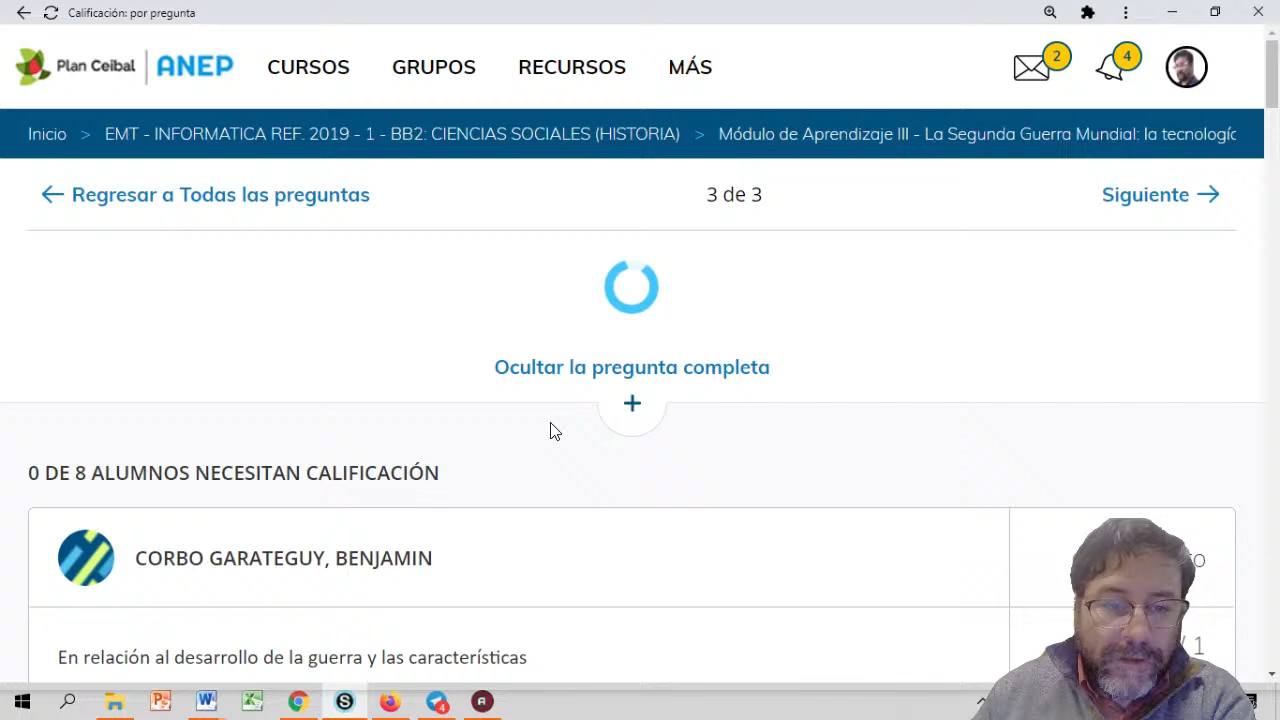 Calificación: por pregunta
Plan Ceibal ANEP CURSOS GRUPOS RECURSOS MÁS 2 4
Inicio > EMT - INFORMATICA REF. 2019 - 1 - BB2: CIENCIAS SOCIALES (HISTORIA) > Módulo de Aprendizaje III - La Segunda Guerra Mundial: la
Regresar a Todas las preguntas 3 de 3 Siguiente
Ocultar la pregunta completa
+
0 DE 8 ALUMNOS NECESITAN CALIFICACIÓN
CORBO GARATEGUY, BENJAMIN
En relación al desarrollo de la guerra y las características
/ 1
4